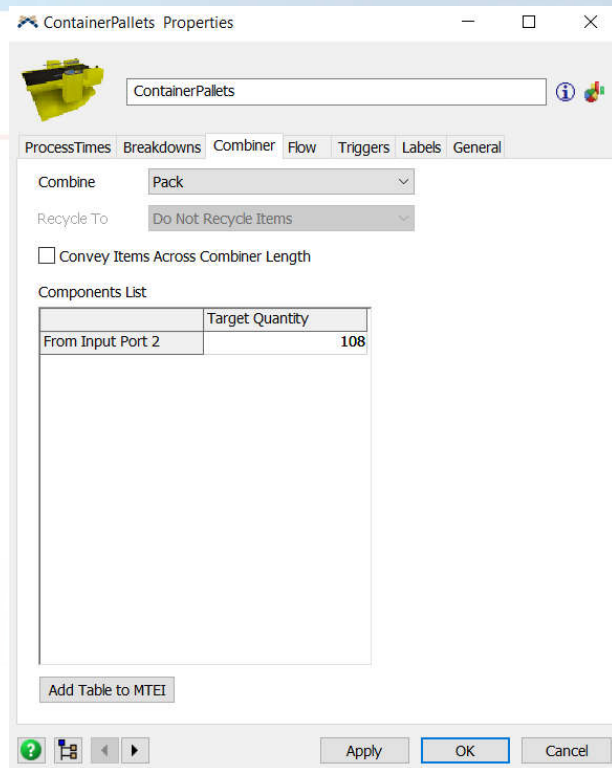 ContainerPallets Properties
ContainerPallets
ProcessTimes Breakdowns Combiner Flow Triggers Labels General
Combine Pack
Recycle To Do Not Recycle Items
Convey Items Across Combiner Length
Components List
Target Quantity
From Input Port 2 108
Add Table to MTEI
Apply OK Cancel